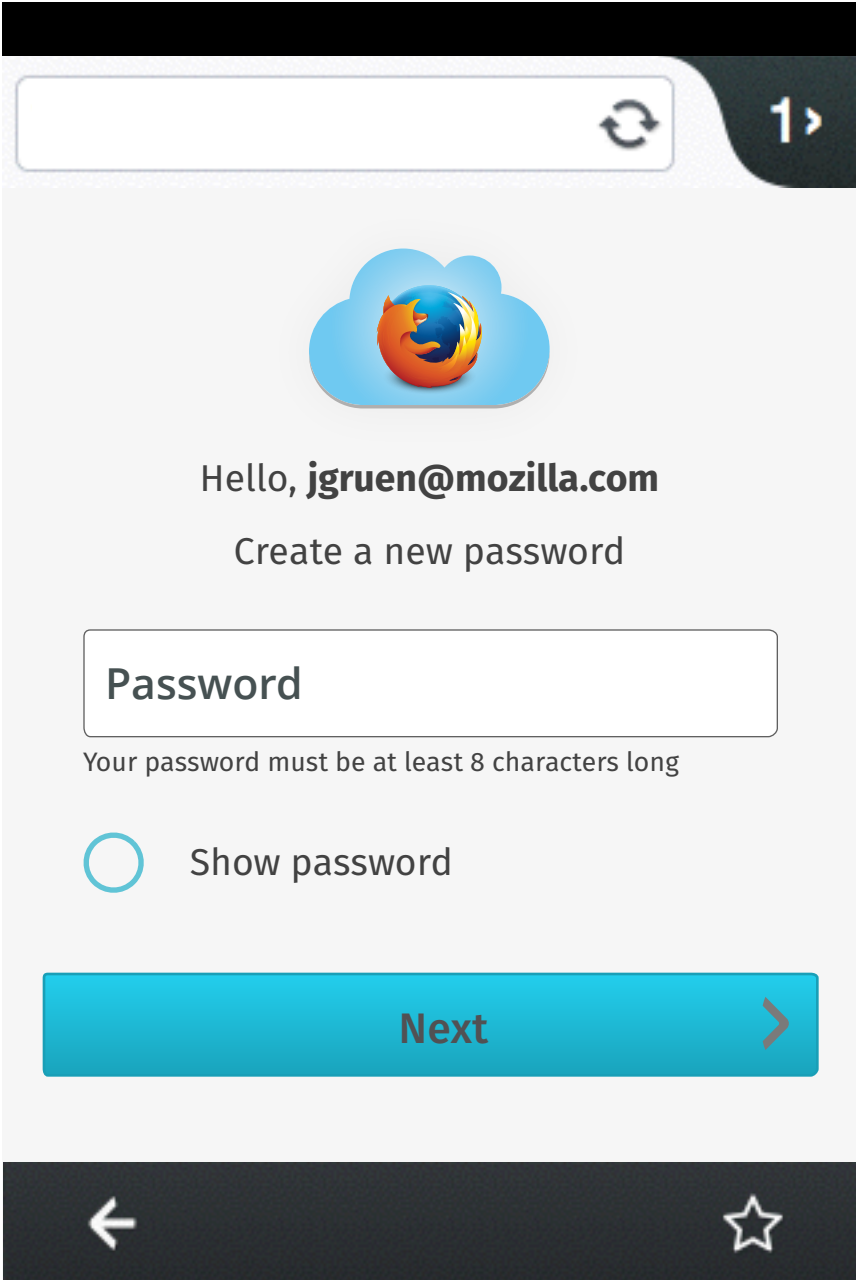 1›
Hello, jgruen@mozilla.com
Create a new password
Password
Your password must be at least 8 characters long
Show password
Next